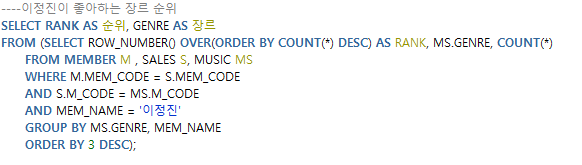 ----이정진이 좋아하는 장르 순위
SELECT RANK AS 순위, GENRE AS 장르
FROM (SELECT ROW_NUMBER() OVER(ORDER BY COUNT(*) DESC) AS RANK, MS.GENRE, COUNT(*)
FROM MEMBER M , SALES S, MUSIC MS
WHERE M.MEM_CODE = S.MEM_CODE
AND S.M_CODE = MS.M_CODE
AND MEM_NAME = '이정진'
GROUP BY MS.GENRE, MEM_NAME
ORDER BY 3 DESC);